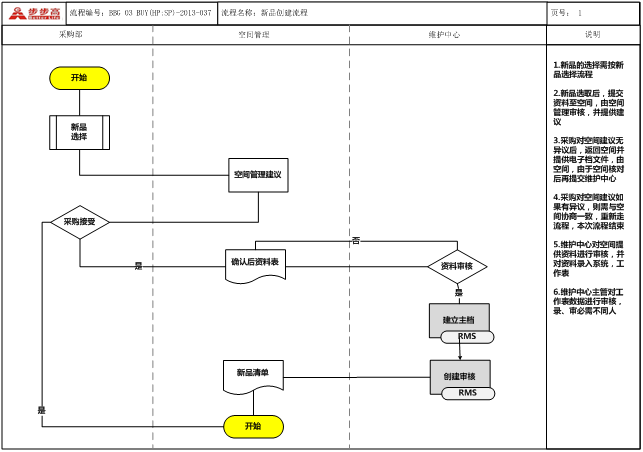 步步高
Better Life
流程编号：BBG 03 BUY(HP:SP)-2013-037
流程名称：新品创建流程
页号： 1
采购部
空间管理
维护中心
说明
开始
新品
选择
空间管理建议
采购接受
是
确认后资料表
否
资料审核
是
建立主档
RMS
新品清单
创建审核
RMS
是
开始
1.新品的选择需按新
品选择流程
2.新品选取后，提交
资料至空间，由空间
管理审核，并提供建
议
3.采购对空间建议无
异议后，返回空间并
提供电子档文件，由
空间，由于空间核对
后再提交维护中心
4.采购对空间建议如
果有异议，则需与空
间协商一致，重新走
流程，本次流程结束
5.维护中心对空间提
供资料进行审核，并
对资料录入系统，工
作表
6.维护中心主管对工
作表数据进行审核，
录、审必需不同人